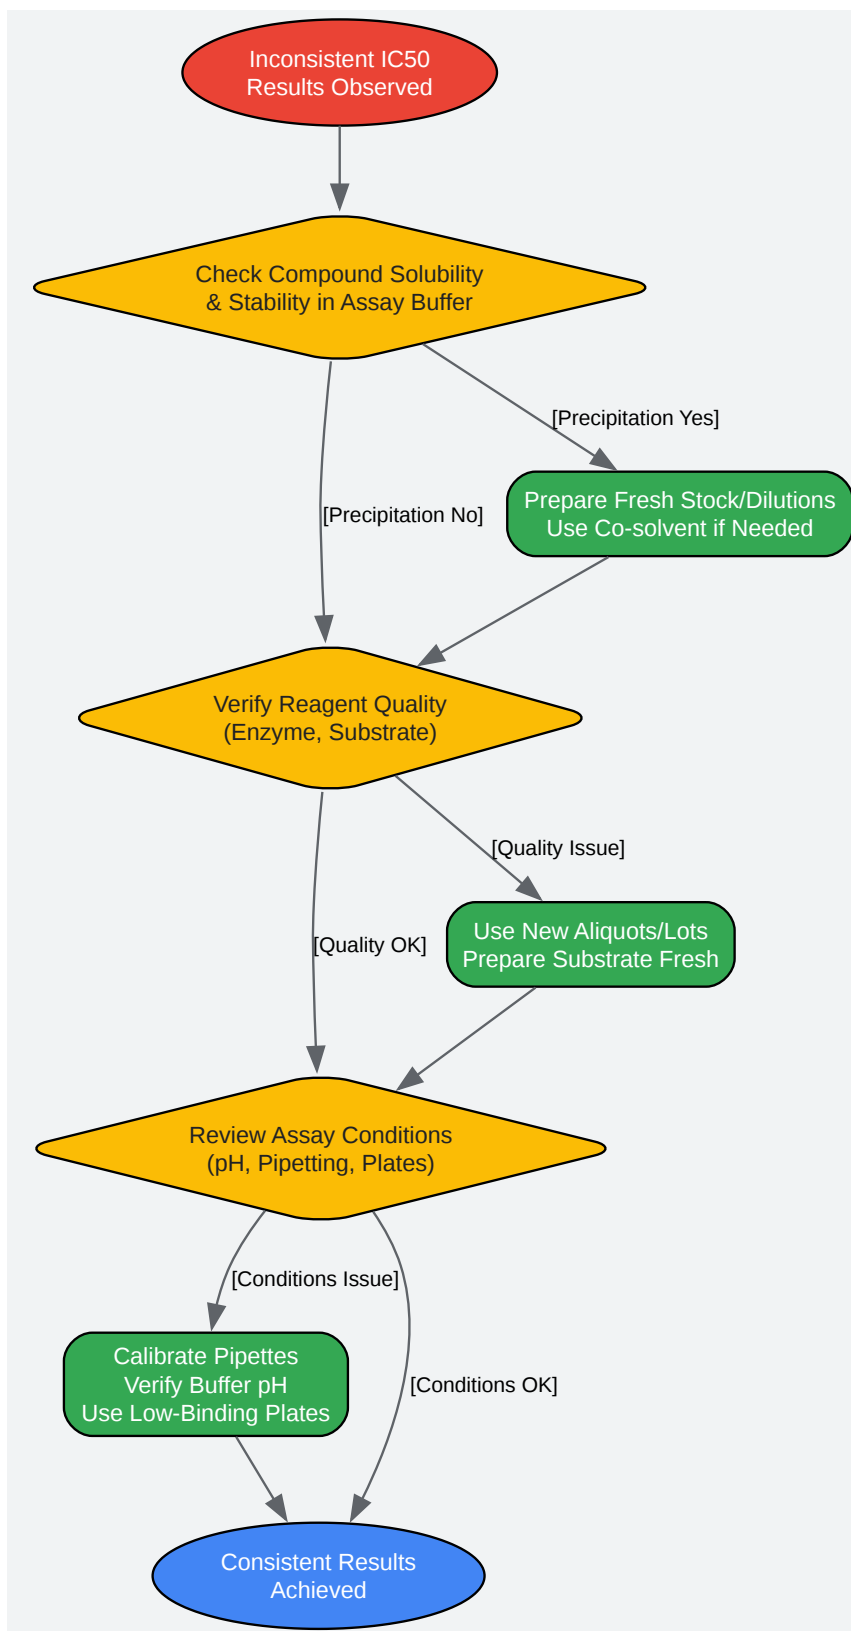 Inconsistent IC50
Results Observed
Check Compound Solubility
& Stability in Assay Buffer
[Precipitation Yes]
Prepare Fresh Stock/Dilutions
Use Co-solvent if Needed
[Precipitation No]
Verify Reagent Quality
(Enzyme, Substrate)
[Quality Issue]
Use New Aliquots/Lots
Prepare Substrate Fresh
[Quality OK]
Review Assay Conditions
(pH, Pipetting, Plates)
[Conditions Issue]
Calibrate Pipettes
Verify Buffer pH
Use Low-Binding Plates
[Conditions OK]
Consistent Results
Achieved